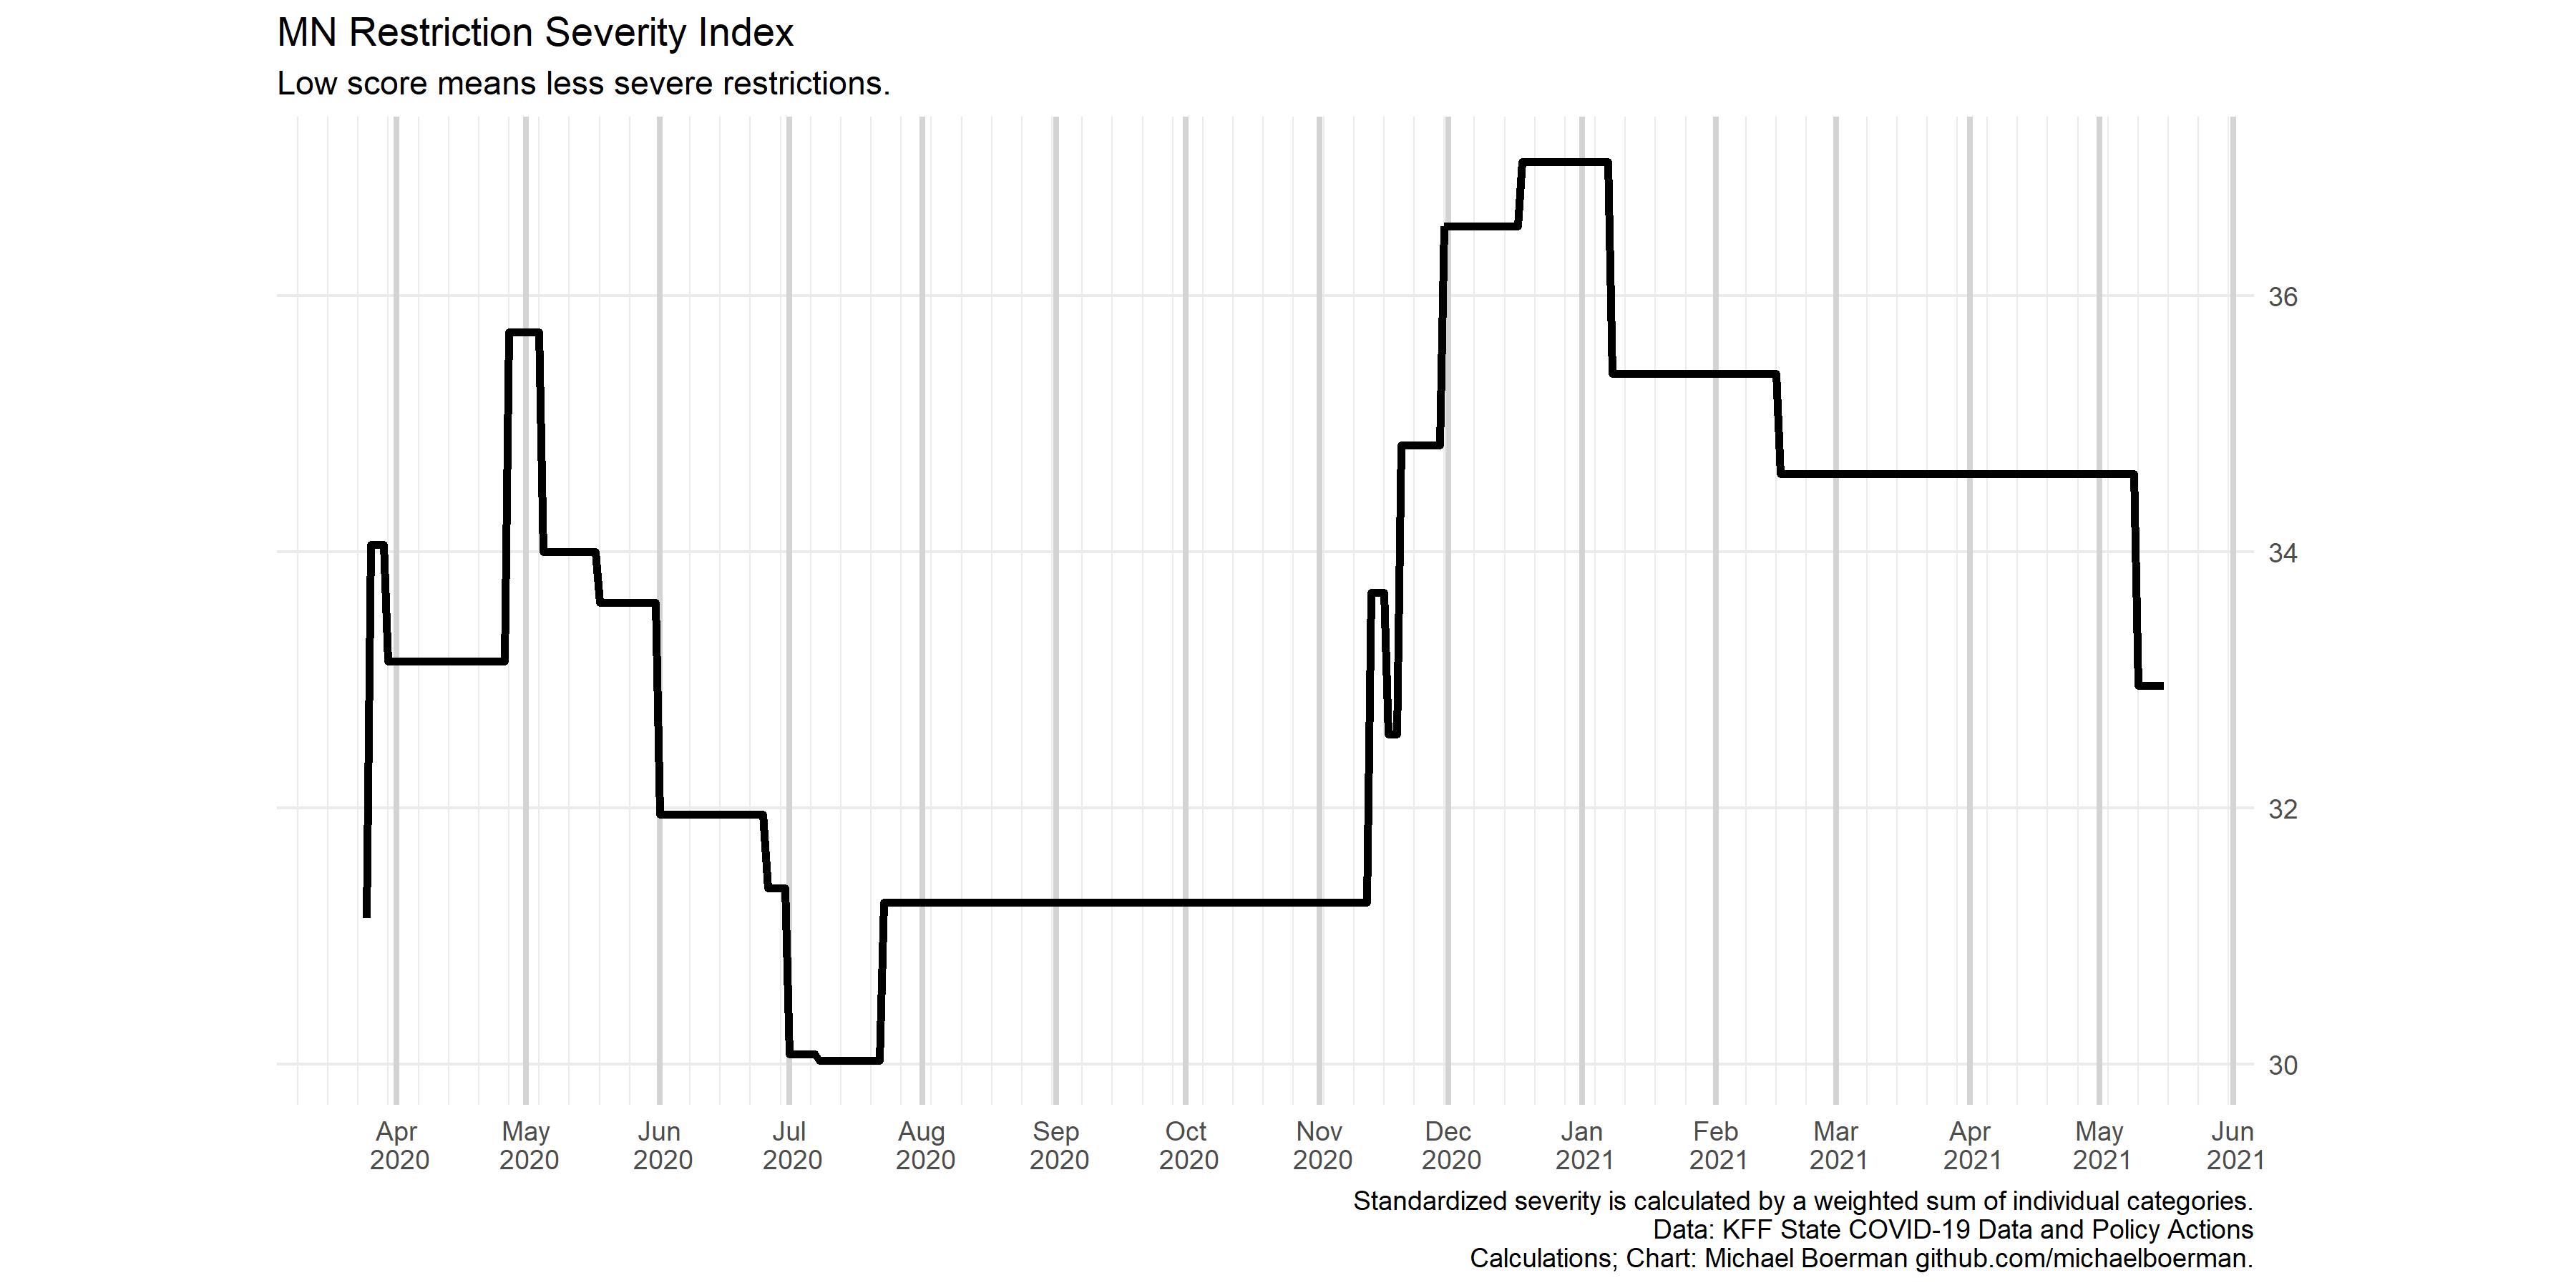 MN Restriction Severity Index
Low score means less severe restrictions.
36
34
32
30
Apr May Jun Jul Aug Sep Oct Nov Dec Jan Feb Mar Apr May Jun
2020 2020 2020 2020 2020 2020 2020 2020 2020 2021 2021 2021 2021 2021 2021
Standardized severity is calculated by a weighted sum of individual categories.
Data: KFF State COVID-19 Data and Policy Actions
Calculations; Chart: Michael Boerman github.com/michaelboerman.